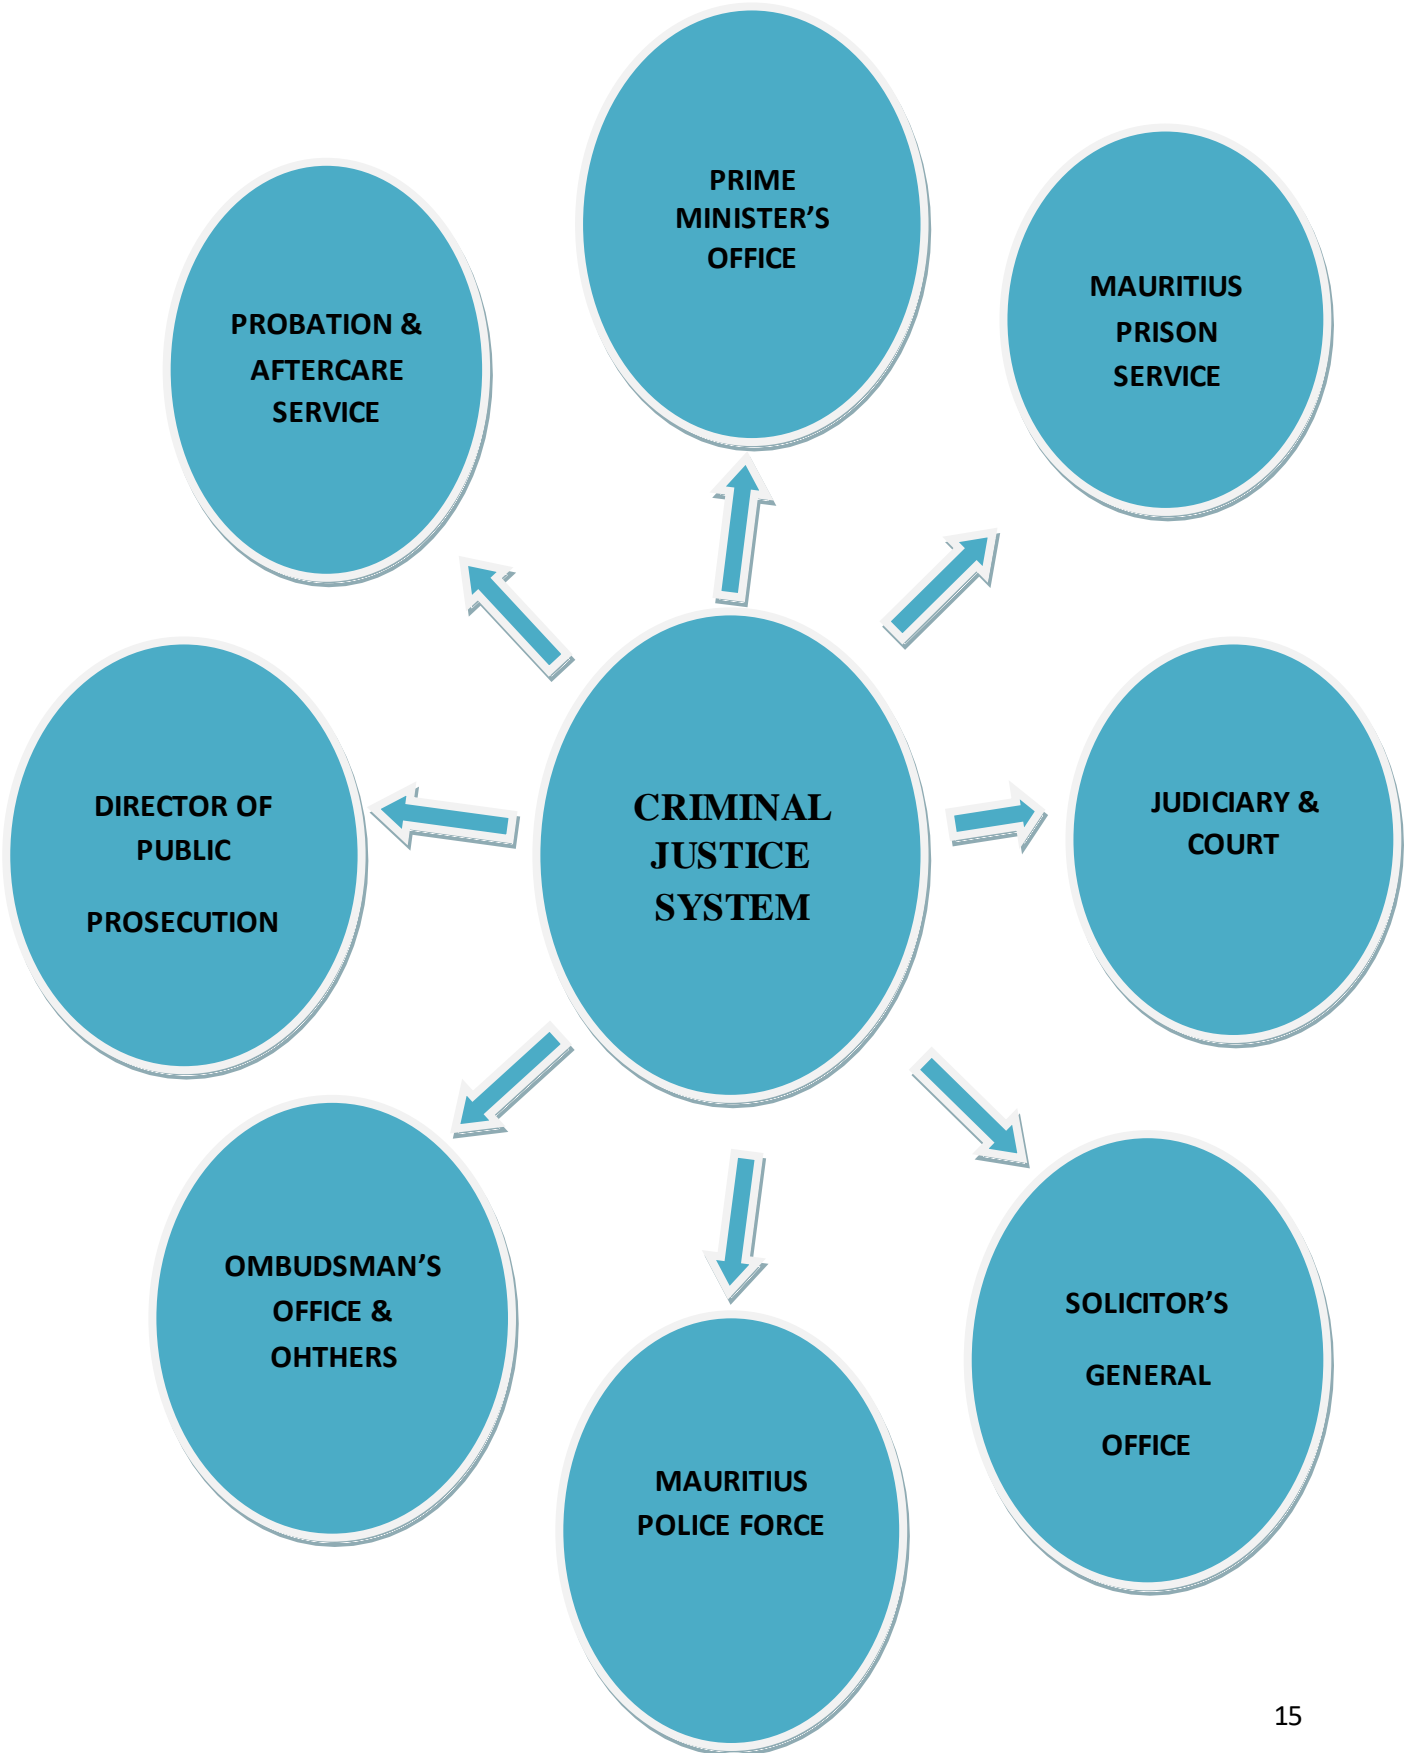 PRIME
MINISTER’S
OFFICE
MAURITIUS
PRISON
SERVICE
PROBATION &
AFTERCARE
SERVICE
DIRECTOR OF
PUBLIC
PROSECUTION
CRIMINAL
JUSTICE
SYSTEM
JUDICIARY &
COURT
OMBUDSMAN’S
OFFICE &
OHTHERS
SOLICITOR’S
GENERAL
OFFICE
MAURITIUS
POLICE FORCE
15